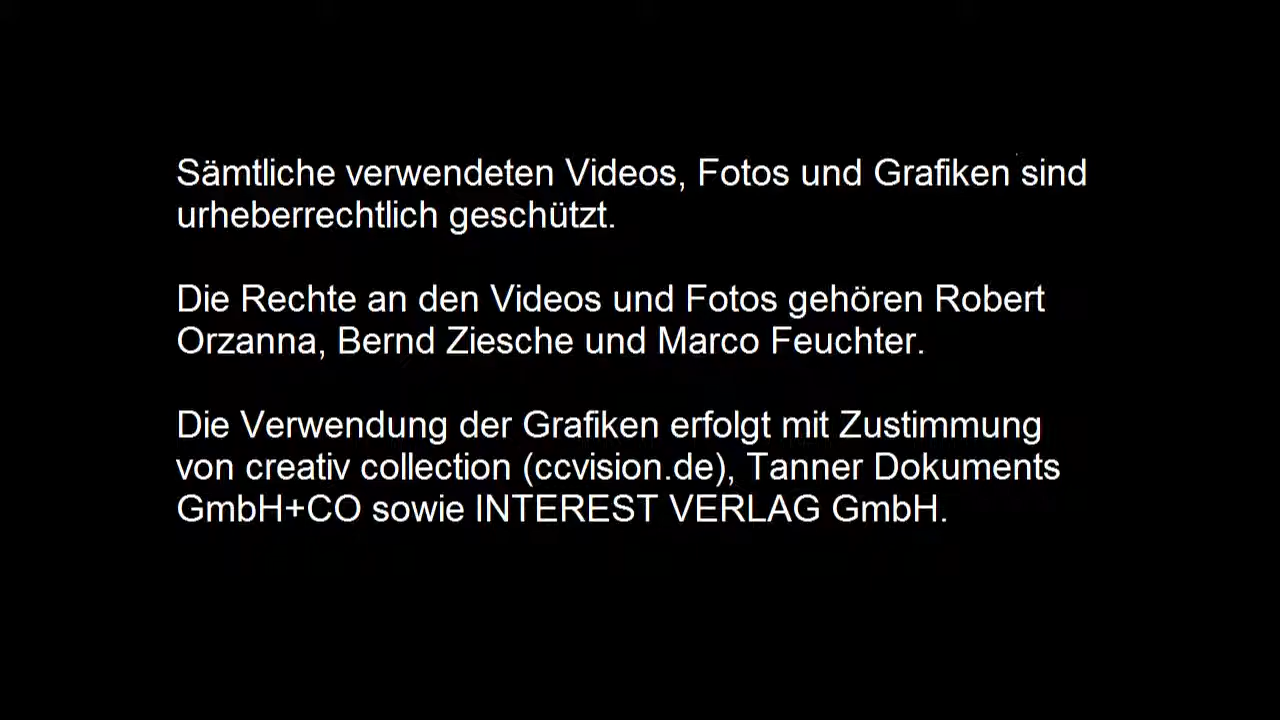 Sämtliche verwendeten Videos, Fotos und Grafiken sind
urheberrechtlich geschützt.
Die Rechte an den Videos und Fotos gehören Robert
Orzanna, Bernd Ziesche und Marco Feuchter.
Die Verwendung der Grafiken erfolgt mit Zustimmung
von creativ collection (ccvision.de), Tanner Dokuments
GmbH+CO sowie INTEREST VERLAG GmbH.